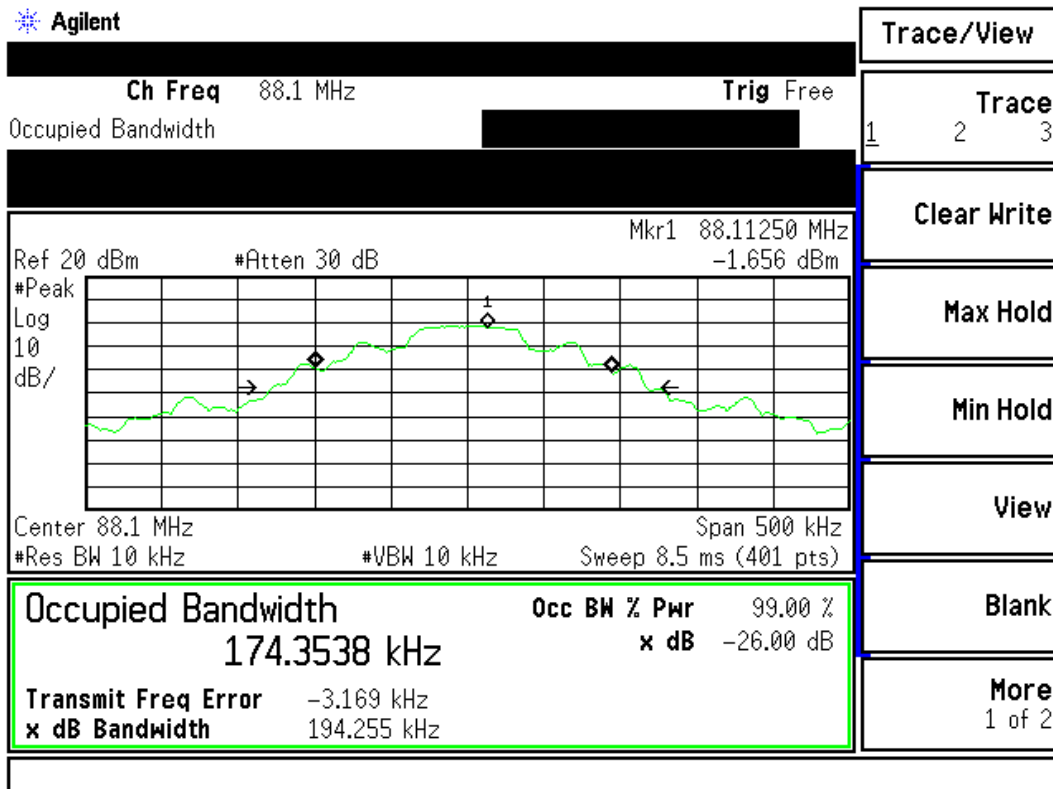 Agilent
Trace/View
Ch Freq 88.1 MHz Trig Free
Occupied Bandwidth
Trace
1 2 3
Clear Write
Mkr1 88.11250 MHz
Ref 20 dBm #Atten 30 dB -1.656 dBm
#Peak
Log
10
dB/
1
Max Hold
Min Hold
View
Center 88.1 MHz Span 500 kHz
#Res BW 10 kHz #VBW 10 kHz Sweep 8.5 ms (401 pts)
Occupied Bandwidth Occ BW % Pwr 99.00 %
174.3538 kHz x dB -26.00 dB
Transmit Freq Error -3.169 kHz
x dB Bandwidth 194.255 kHz
Blank
More
1 of 2